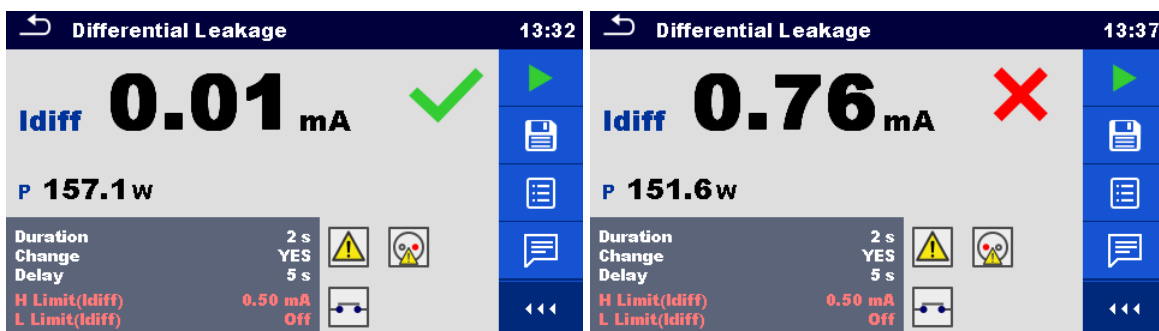 Differential Leakage 13:32
Idiff 0.01 mA
P 157.1 w
Duration 2 s
Change YES
Delay 5 s
H Limit(Idiff) 0.50 mA
L Limit(Idiff) Off
Differential Leakage 13:37
Idiff 0.76 mA
P 151.6 w
Duration 2 s
Change YES
Delay 5 s
H Limit(Idiff) 0.50 mA
L Limit(Idiff) Off